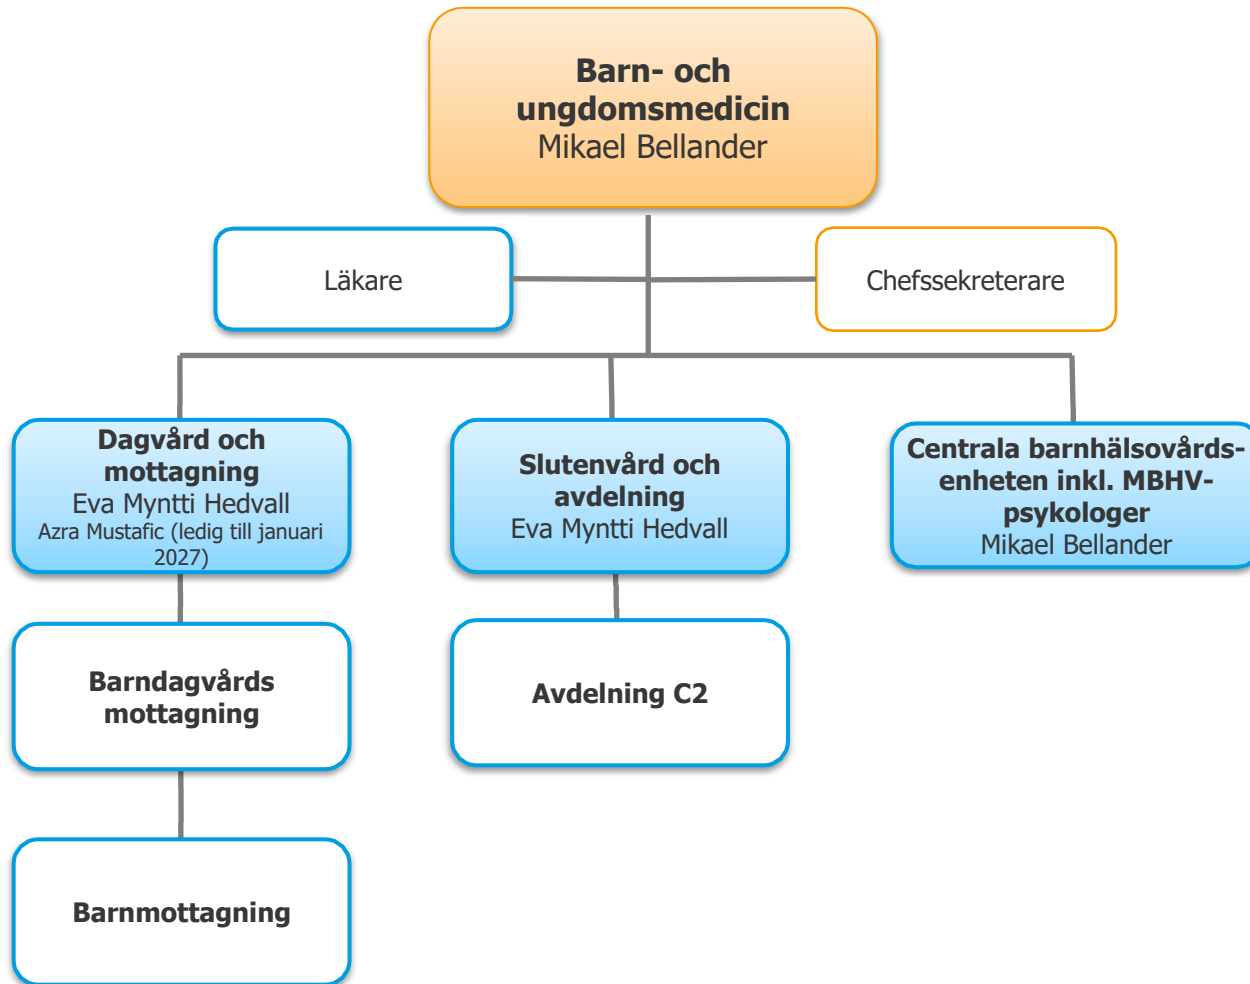 Barn- och
ungdomsmedicin
Mikael Bellander
Läkare
Chefssekreterare
Dagvård och
mottagning
Eva Myntti Hedvall
Azra Mustafic (ledig till januari
2027)
Slutenvård och
avdelning
Eva Myntti Hedvall
Centrala barnhälsovårds-
enheten inkl. MBHV-
psykologer
Mikael Bellander
Barndagvårds
mottagning
Avdelning C2
Barnmottagning